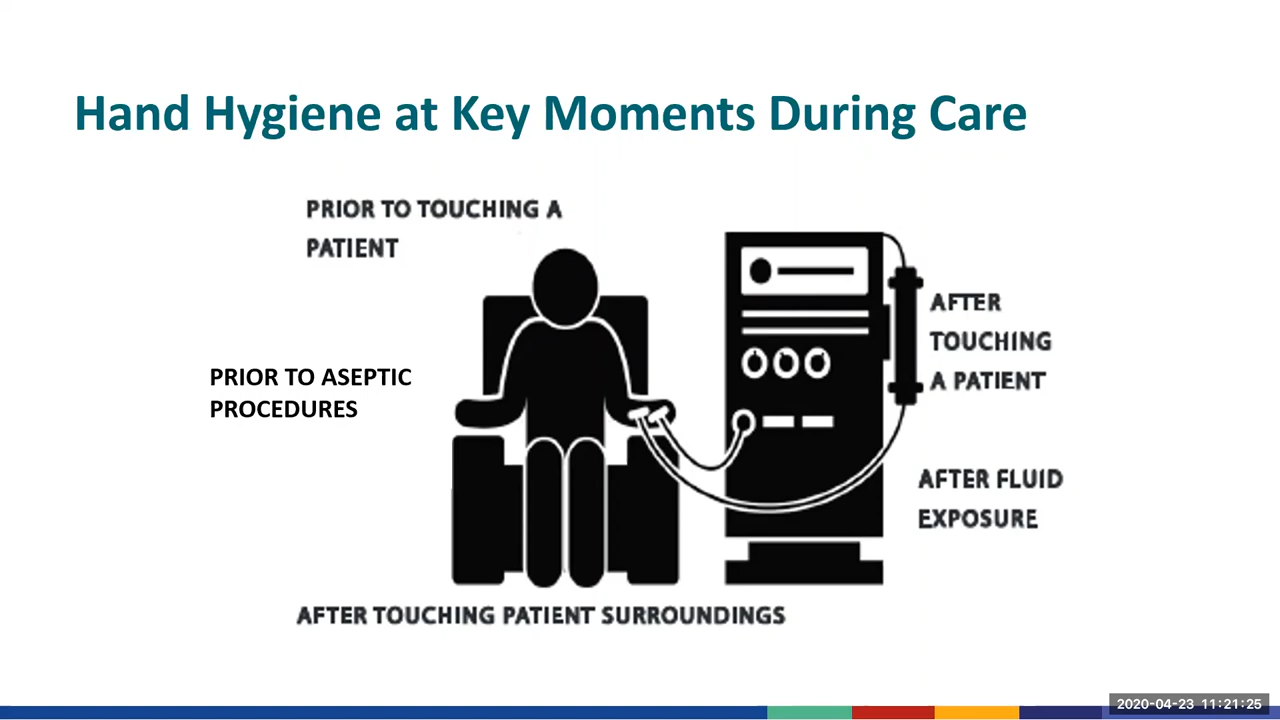 Hand Hygiene at Key Moments During Care
PRIOR TO TOUCHING A
PATIENT
PRIOR TO ASEPTIC
PROCEDURES
AFTER
TOUCHING
A PATIENT
AFTER FLUID
EXPOSURE
AFTER TOUCHING PATIENT SURROUNDINGS
2020-04-23 11:21:25